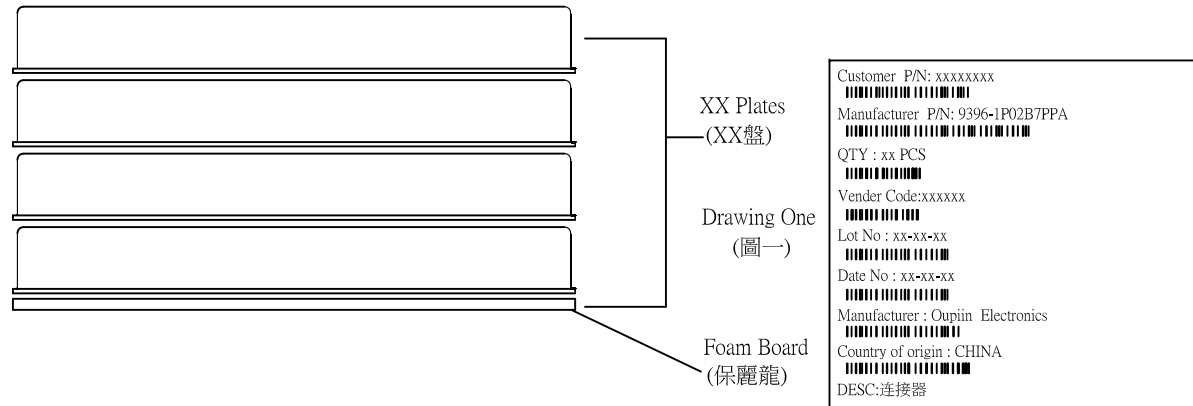 XX Plates
(XX盤)
Drawing One
(圖一)
Foam Board
(保麗龍)
Customer P/N: xxxxxxxx
Manufacturer P/N: 9396-1P02B7PPA
QTY : xx PCS
Vender Code:xxxxxx
Lot No : xx-xx-xx
Date No : xx-xx-xx
Manufacturer : Oupiin Electronics
Country of origin : CHINA
DESC:连接器